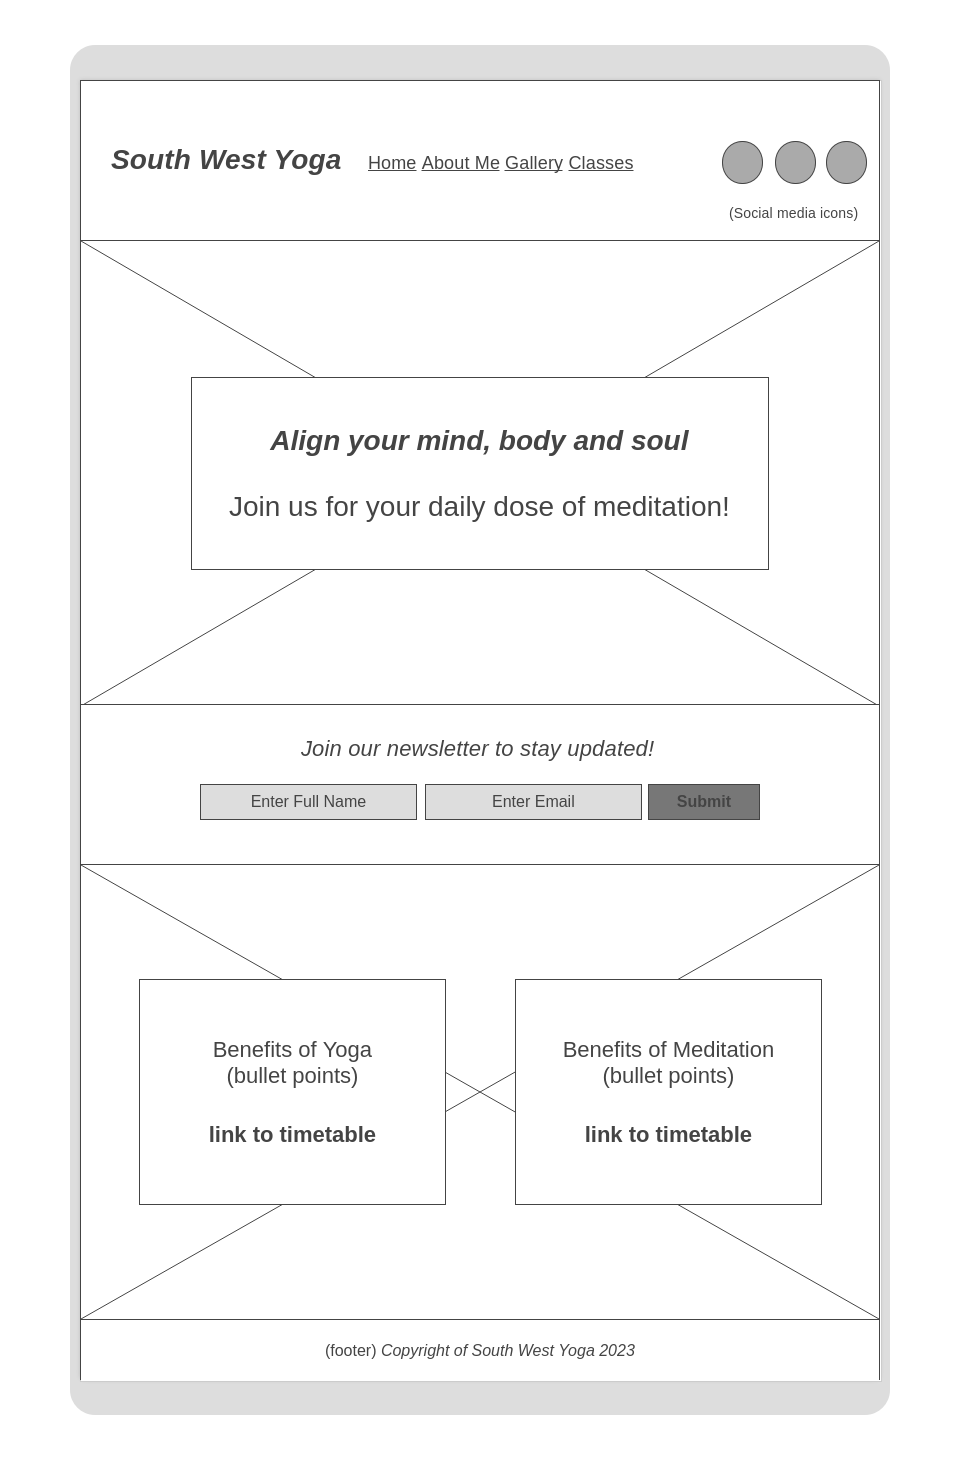 South West Yoga
Home About Me Gallery Classes
(Social media icons)
Align your mind, body and soul
Join us for your daily dose of meditation!
Join our newsletter to stay updated!
Enter Full Name
Enter Email
Submit
Benefits of Yoga
(bullet points)
link to timetable
Benefits of Meditation
(bullet points)
link to timetable
(footer) Copyright of South West Yoga 2023